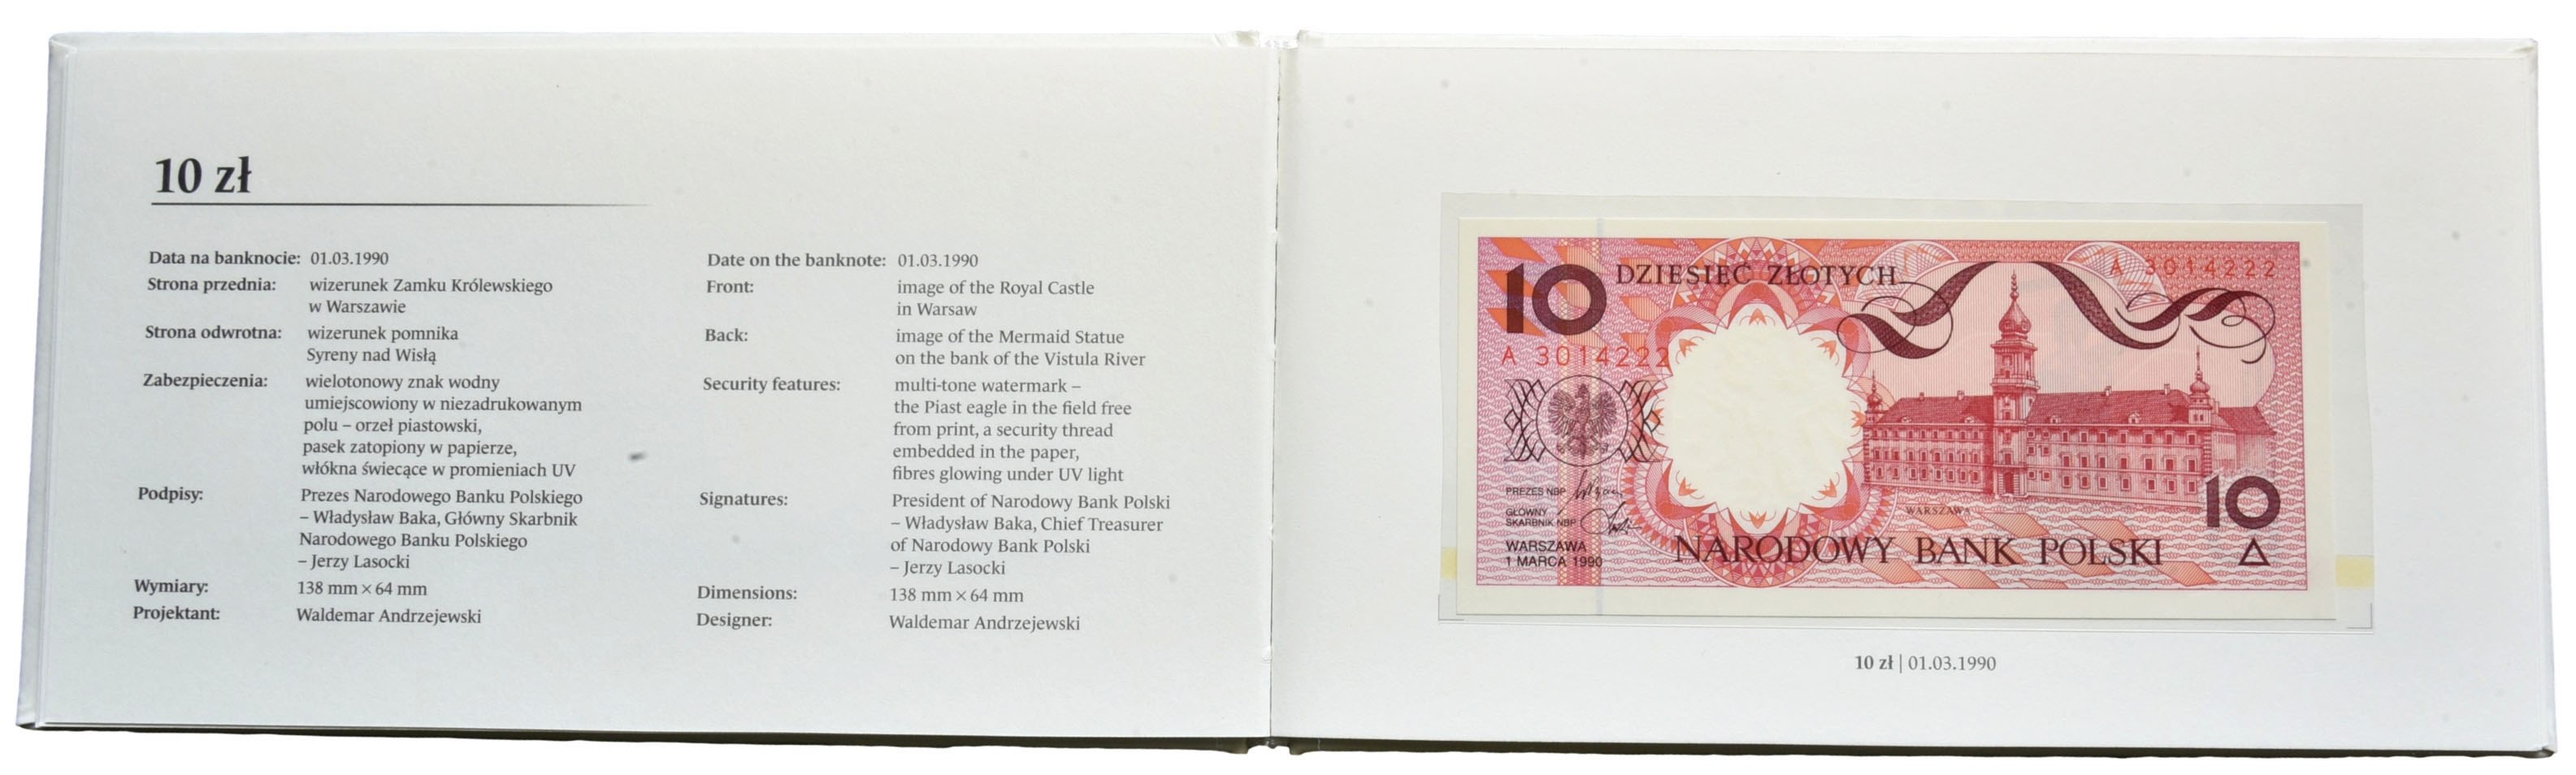 10 zł
Data na banknocie: 01.03.1990
Strona przednia: wizerunek Zamku Królewskiego
w Warszawie
Strona odwrotna: wizerunek pomnika
Syreny nad Wisłą
Zabezpieczenia: wielotonowy znak wodny
umiejscowiony w niezadrukowanym
polu – orzeł piastowski,
pasek zatopiony w papierze,
włókna świecące w promieniach UV
Podpisy: Prezes Narodowego Banku Polskiego
– Władysław Baka, Główny Skarbnik
Narodowego Banku Polskiego
– Jerzy Lasocki
Wymiary: 138 mm × 64 mm
Projektant: Waldemar Andrzejewski
Date on the banknote: 01.03.1990
Front: image of the Royal Castle
in Warsaw
Back: image of the Mermaid Statue
on the bank of the Vistula River
Security features: multi-tone watermark –
the Piast eagle in the field free
from print, a security thread
embedded in the paper,
fibres glowing under UV light
Signatures: President of Narodowy Bank Polski
– Władysław Baka, Chief Treasurer
of Narodowy Bank Polski
– Jerzy Lasocki
Dimensions: 138 mm × 64 mm
Designer: Waldemar Andrzejewski
10 DZIESIĘĆ ZŁOTYCH
A 3014222
A 3014222
PREZES NBP
GŁÓWNY
SKARBNIK NBP
WARSZAWA
1 MARCA 1990
WARSZAWA
10
NARODOWY BANK POLSKI
10 zł | 01.03.1990